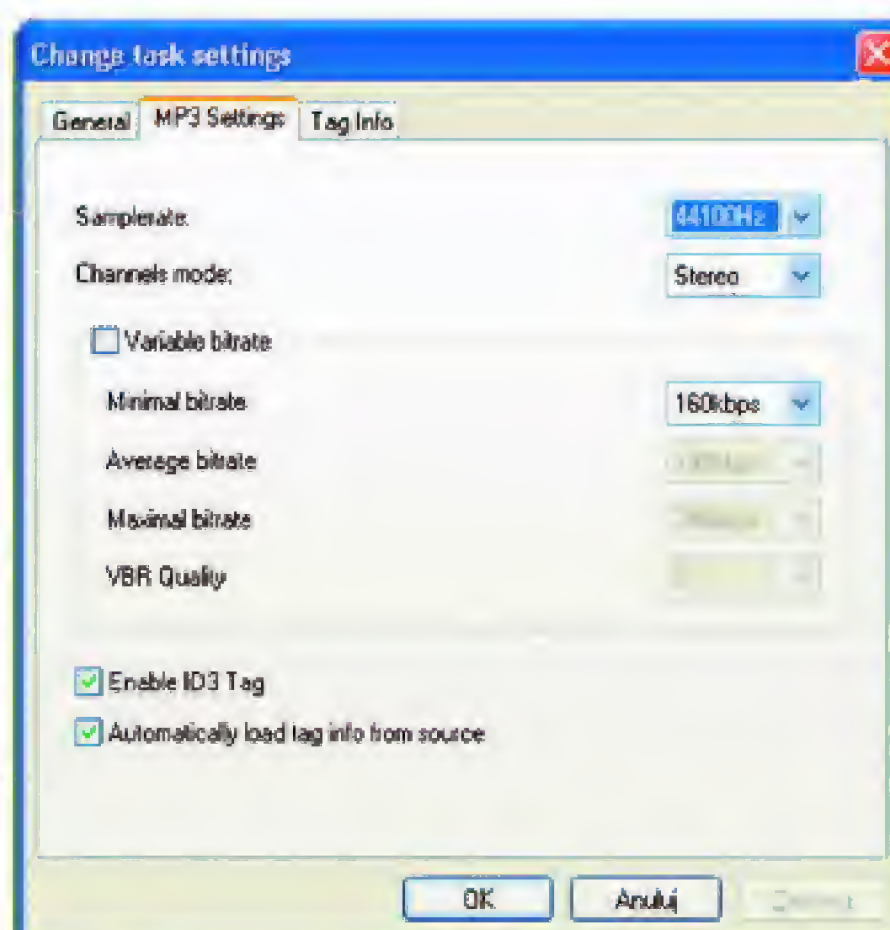 Change task settings
General MP3 Settings Tag Info
Samplerate: 44100Hz
Channels mode: Stereo
Variable bitrate
Minimal bitrate 160kbps
Average bitrate
Maximal bitrate
VBR Quality
Enable ID3 Tag
Automatically load tag info from source
OK Anuluj